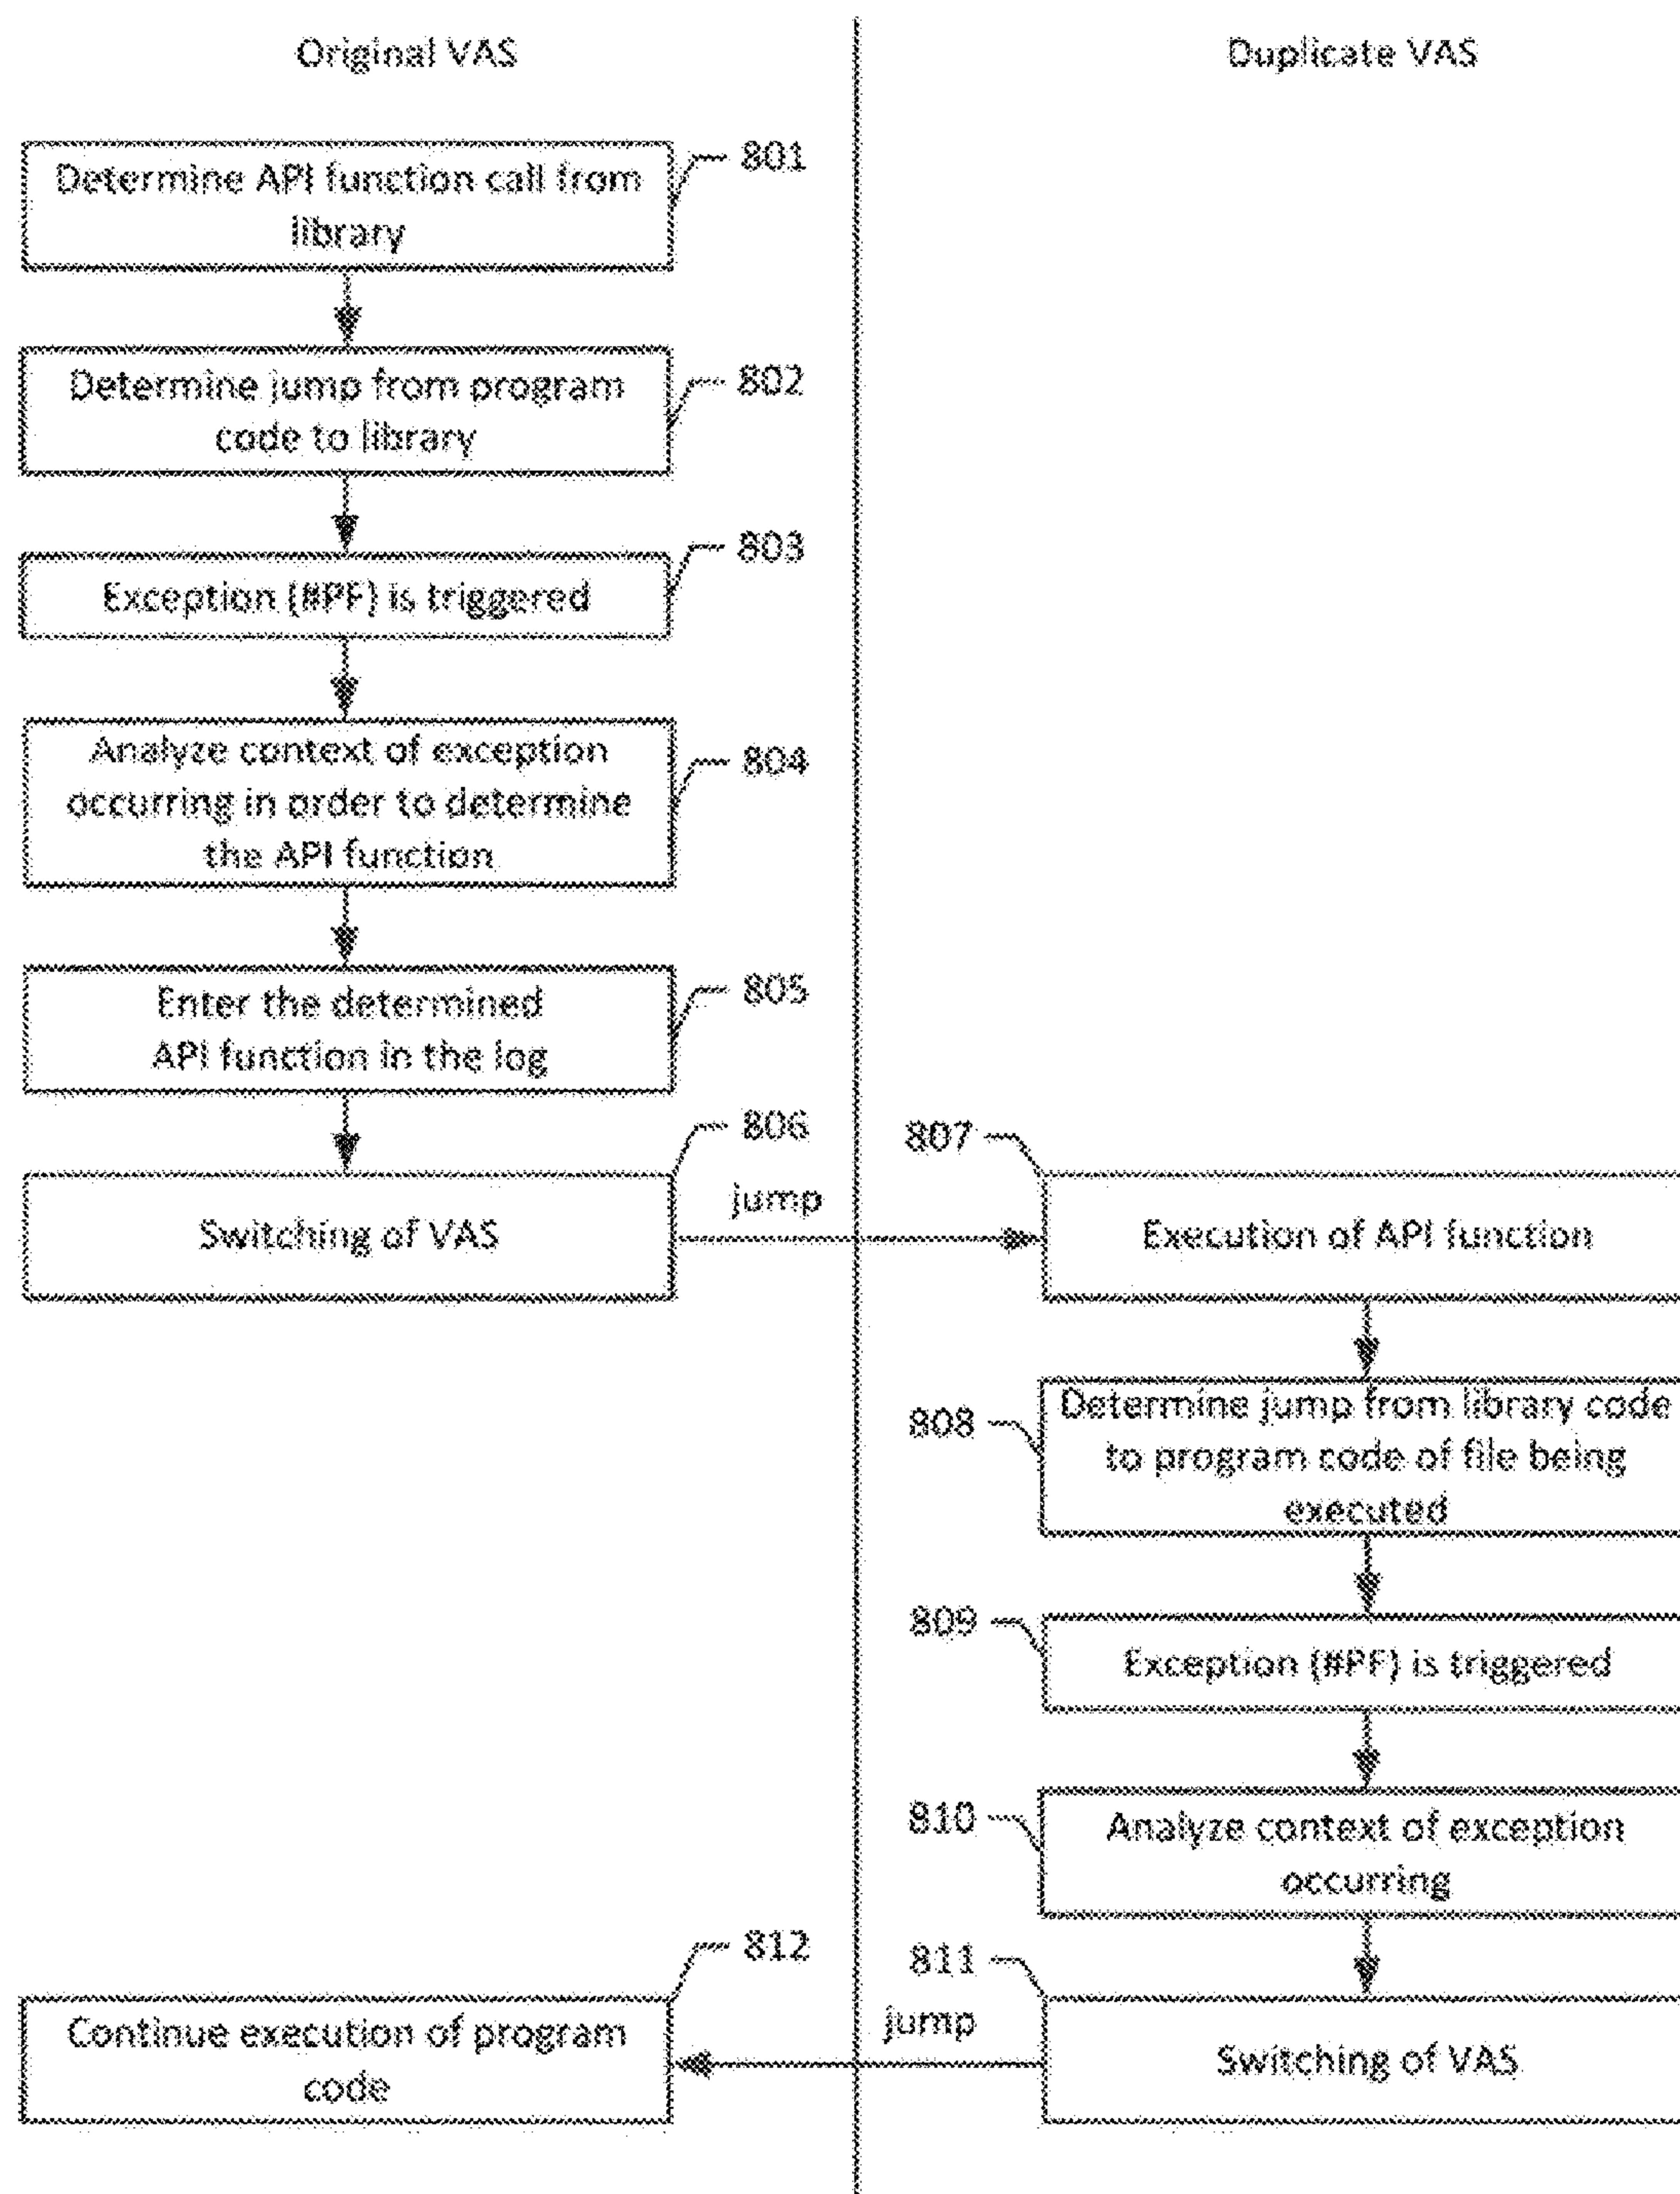 Original VAS
Duplicate VAS
801
Determine API function call from
library
802
Determine jump from program
code to library
803
Exception (#PF) is triggered
804
Analyze context of exception
occurring in order to determine
the API function
805
Enter the determined
API function in the log
806
Switching of VAS
jump
807
Execution of API function
808
Determine jump from library code
to program code of file being
executed
809
Exception (#PF) is triggered
810
Analyze context of exception
occurring
811
Switching of VAS
jump
812
Continue execution of program
code